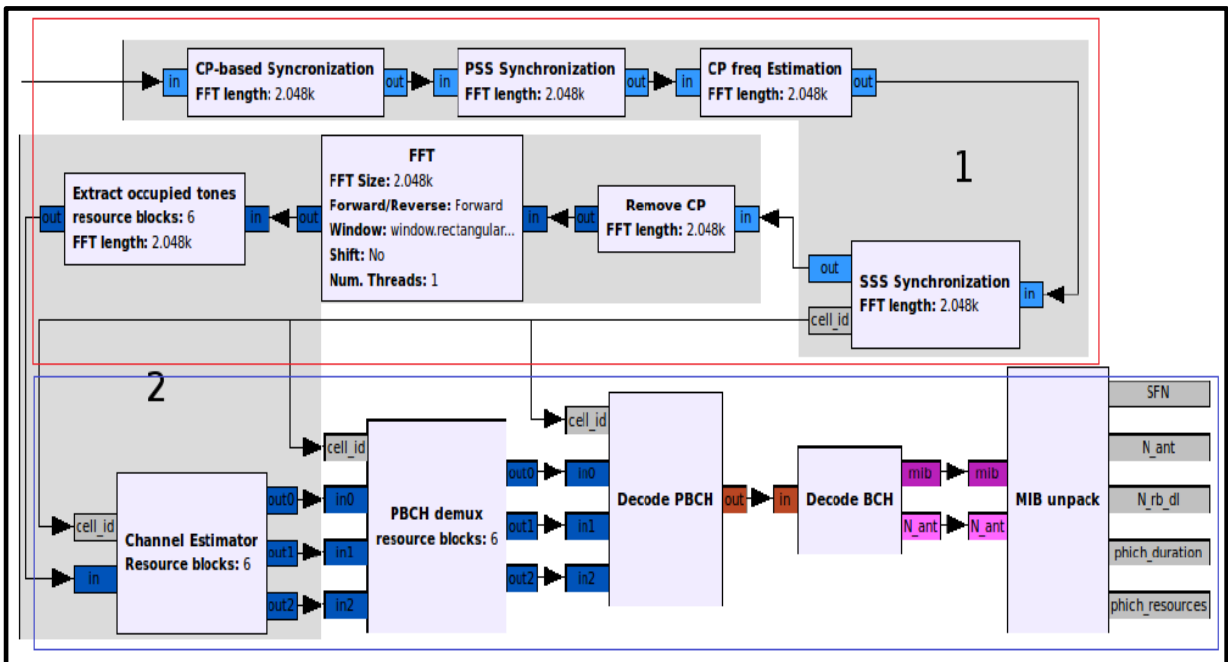 CP-based Syncronization
FFT length: 2.048k
in
out
PSS Synchronization
FFT length: 2.048k
in
out
CP freq Estimation
FFT length: 2.048k
in
out
1
Extract occupied tones
resource blocks: 6
FFT length: 2.048k
out
in
FFT
FFT Size: 2.048k
Forward/Reverse: Forward
Window: window.rectangular...
Shift: No
Num. Threads: 1
out
in
Remove CP
FFT length: 2.048k
out
in
SSS Synchronization
FFT length: 2.048k
out
cell_id
in
2
Channel Estimator
Resource blocks: 6
cell_id
in
out0
out1
out2
PBCH demux
resource blocks: 6
cell_id
in0
in1
in2
out0
out1
out2
Decode PBCH
cell_id
in0
in1
in2
out
Decode BCH
in
mib
N_ant
MIB unpack
mib
N_ant
SFN
N_ant
N_rb_dl
phich_duration
phich_resources